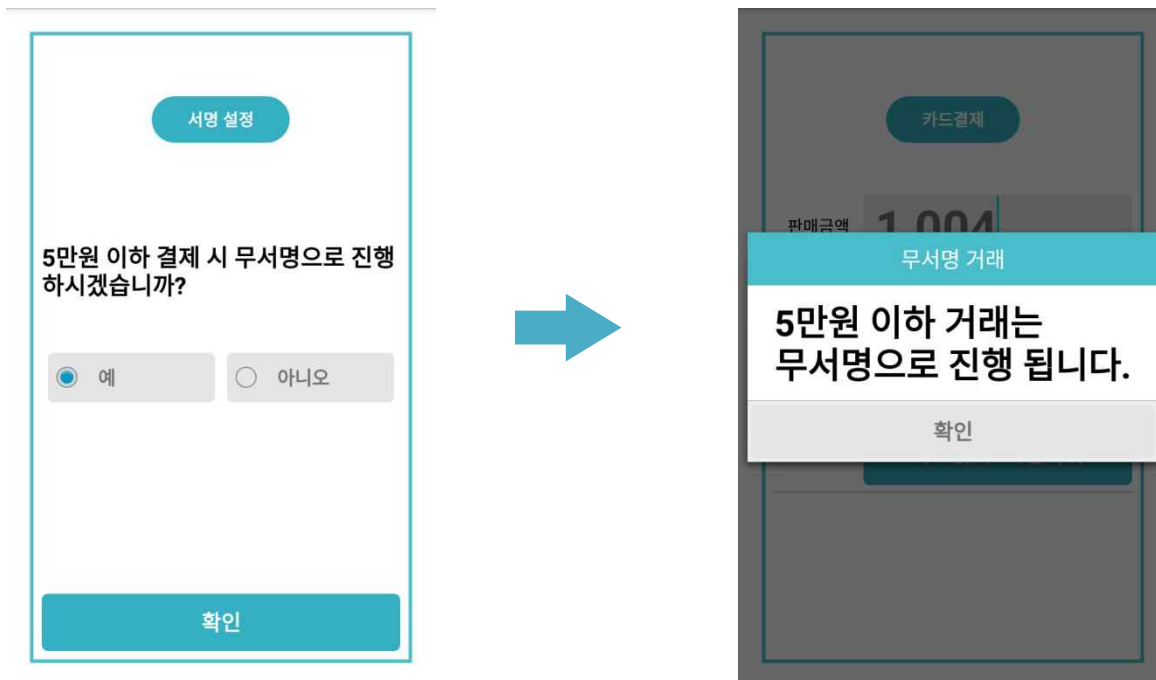 서명 설정
5만원 이하 결제 시 무서명으로 진행
하시겠습니까?
예
아니오
확인
카드결제
판매금액
1,004
무서명 거래
5만원 이하 거래는
무서명으로 진행 됩니다.
확인